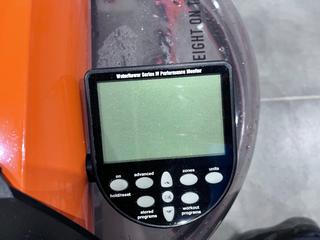 WaterRower Series IV Performance Monitor
EIGHT ON
on
advanced
zones
units
hold/reset
stored
programs
workout
programs